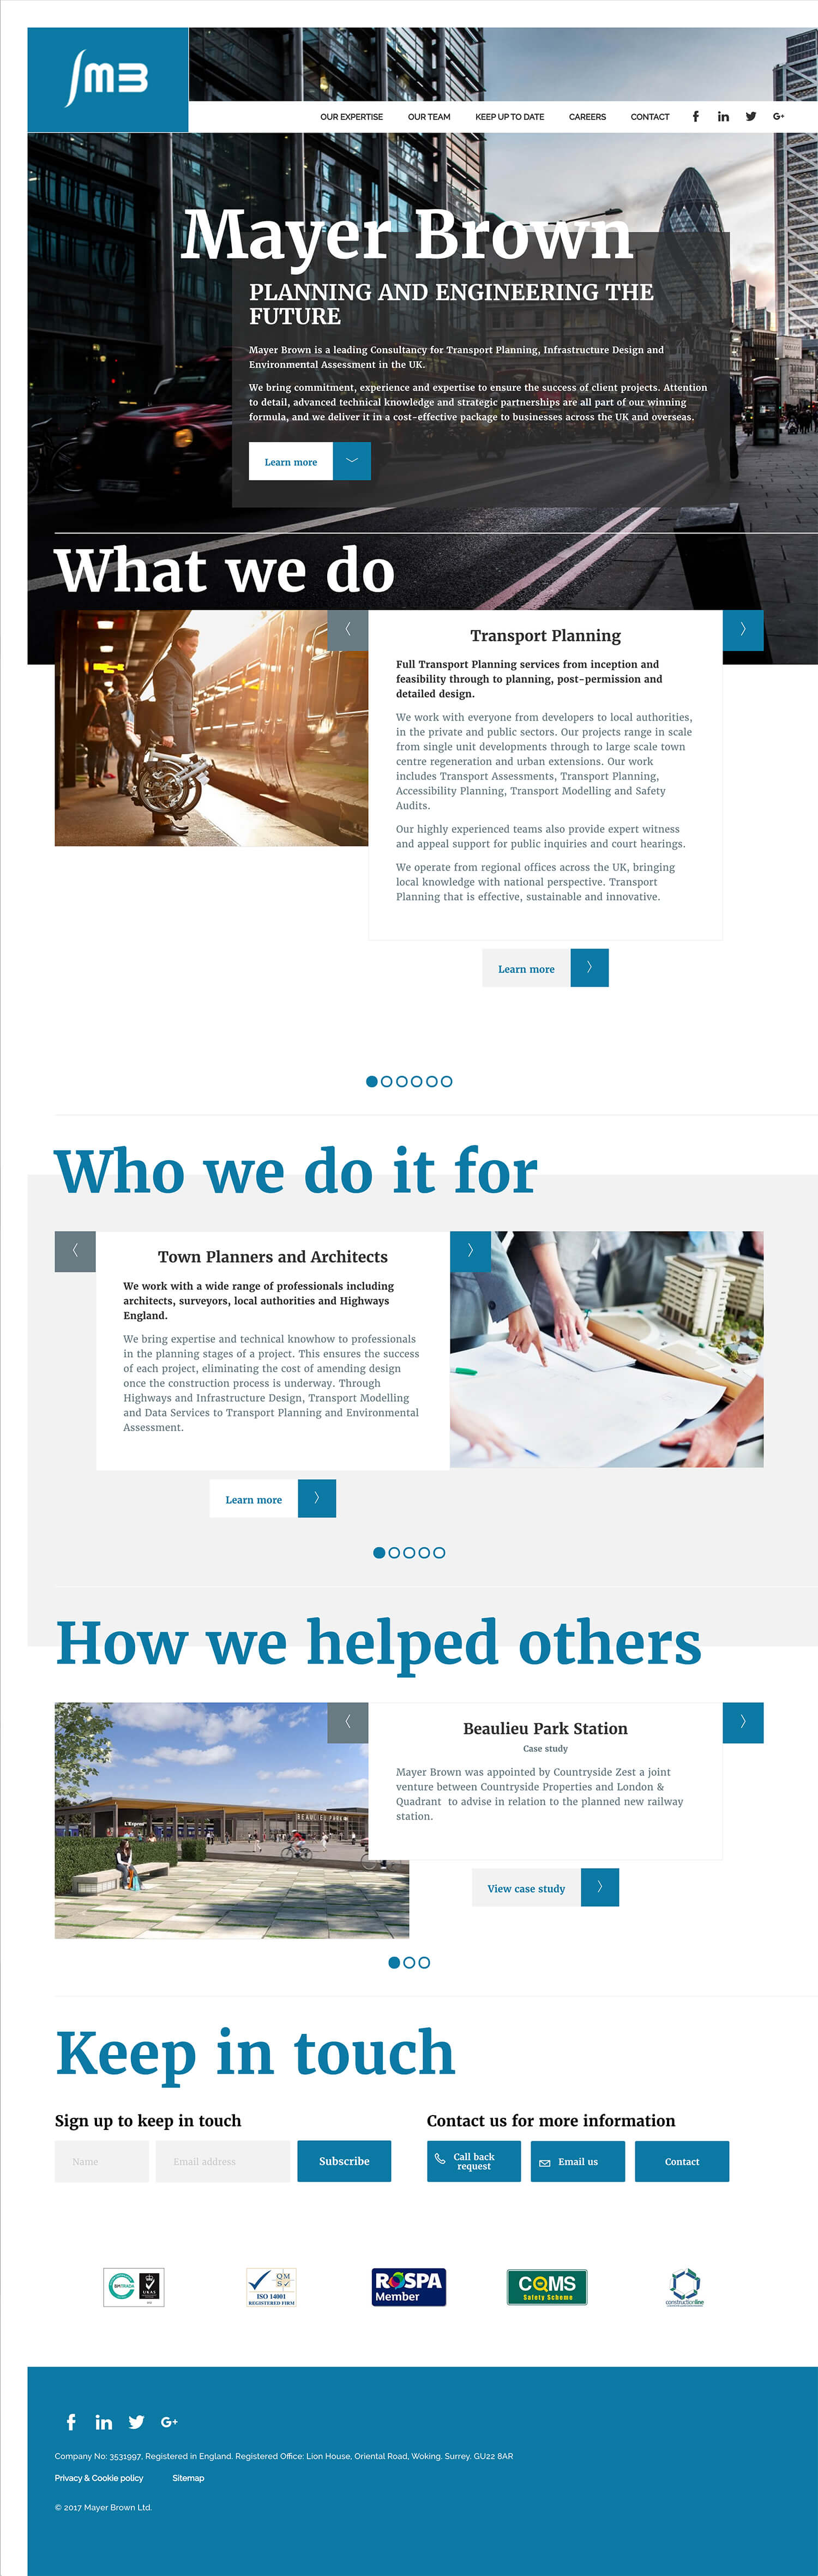 mB
OUR EXPERTISE OUR TEAM KEEP UP TO DATE CAREERS CONTACT
Mayer Brown
PLANNING AND ENGINEERING THE
FUTURE
Mayer Brown is a leading Consultancy for Transport Planning, Infrastructure Design and
Environmental Assessment in the UK.
We bring commitment, experience and expertise to ensure the success of client projects. Attention
to detail, advanced technical knowledge and strategic partnerships are all part of our winning
formula, and we deliver it in a cost-effective package to businesses across the UK and overseas.
Learn more
What we do
Transport Planning
Full Transport Planning services from inception and
feasibility through to planning, post-permission and
detailed design.
We work with everyone from developers to local authorities,
in the private and public sectors. Our projects range in scale
from single unit developments through to large scale town
centre regeneration and urban extensions. Our work
includes Transport Assessments, Transport Planning,
Accessibility Planning, Transport Modelling and Safety
Audits.
Our highly experienced teams also provide expert witness
and appeal support for public inquiries and court hearings.
We operate from regional offices across the UK, bringing
local knowledge with national perspective. Transport
Planning that is effective, sustainable and innovative.
Learn more
Who we do it for
Town Planners and Architects
We work with a wide range of professionals including
architects, surveyors, local authorities and Highways
England.
We bring expertise and technical knowhow to professionals
in the planning stages of a project. This ensures the success
of each project, eliminating the cost of amending design
once the construction process is underway. Through
Highways and Infrastructure Design, Transport Modelling
and Data Services to Transport Planning and Environmental
Assessment.
Learn more
How we helped others
BEAULIEU PARK
Beaulieu Park Station
Case study
Mayer Brown was appointed by Countryside Zest a joint
venture between Countryside Properties and London &
Quadrant to advise in relation to the planned new railway
station.
View case study
Keep in touch
Sign up to keep in touch
Name Email address Subscribe
Contact us for more information
Call back
request
Email us
Contact
BMTRADA
UKAS
QM
S
ISO 14001
REGISTERED FIRM
RoSPA
Member
CQMS
Safety Scheme
constructionline
G+
Company No: 3531997, Registered in England. Registered Office: Lion House, Oriental Road, Woking. Surrey. GU22 8AR
Privacy & Cookie policy Sitemap
© 2017 Mayer Brown Ltd.